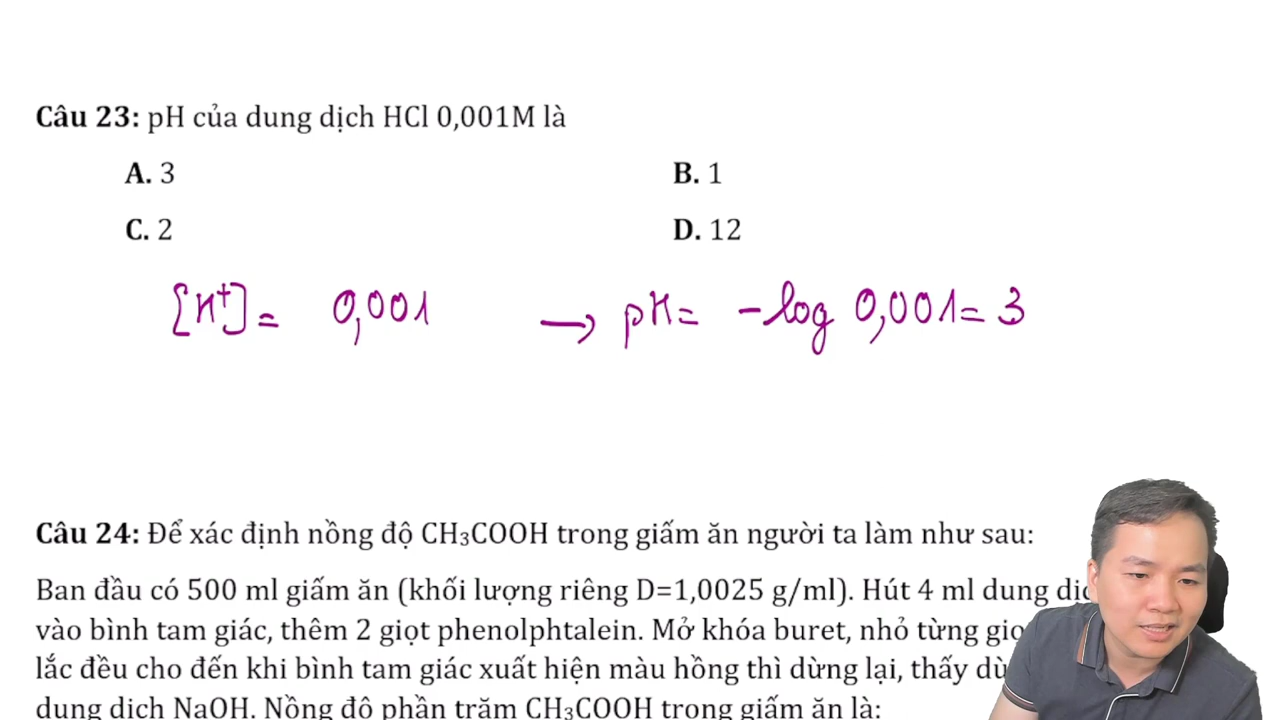 Câu 23: pH của dung dịch HCl 0,001M là
A. 3 B. 1
C. 2 D. 12
[H+] = 0,001 → pH = -log 0,001 = 3
Câu 24: Để xác định nồng độ CH₃COOH trong giấm ăn người ta làm như sau:
Ban đầu có 500 ml giấm ăn (khối lượng riêng D=1,0025 g/ml). Hút 4 ml dung
vào bình tam giác, thêm 2 giọt phenolphtalein. Mở khóa buret, nhỏ từng
lắc đều cho đến khi bình tam giác xuất hiện màu hồng thì dừng lại, thấy
dung dịch NaOH. Nồng độ phần trăm CH₃COOH trong giấm ăn là: